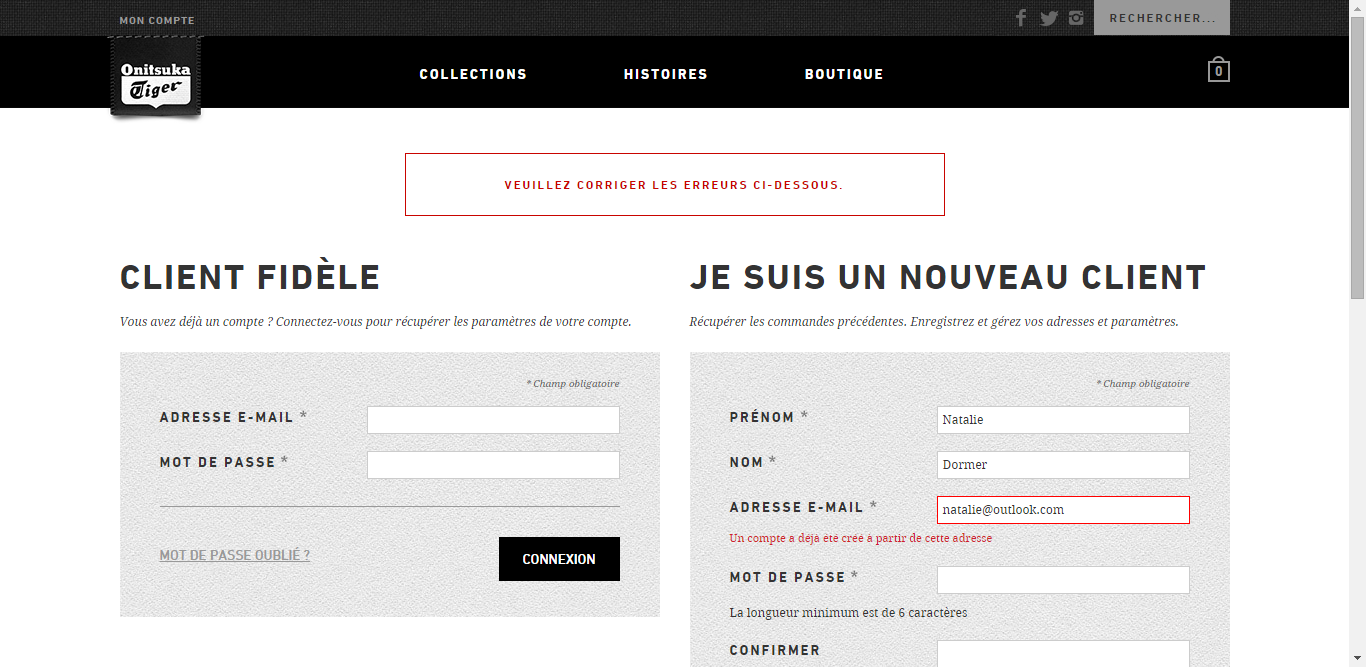 MON COMPTE
RECHERCHER...
Onitsuka
Tiger
COLLECTIONS
HISTOIRES
BOUTIQUE
0
VEUILLEZ CORRIGER LES ERREURS CI-DESSOUS.
CLIENT FIDÈLE
Vous avez déjà un compte ? Connectez-vous pour récupérer les paramètres de votre compte.
* Champ obligatoire
ADRESSE E-MAIL *
MOT DE PASSE *
MOT DE PASSE OUBLIÉ ?
CONNEXION
JE SUIS UN NOUVEAU CLIENT
Récupérer les commandes précédentes. Enregistrez et gérez vos adresses et paramètres.
* Champ obligatoire
PRÉNOM *
Natalie
NOM *
Dormer
ADRESSE E-MAIL *
natalie@outlook.com
Un compte a déjà été créé à partir de cette adresse
MOT DE PASSE *
La longueur minimum est de 6 caractères
CONFIRMER